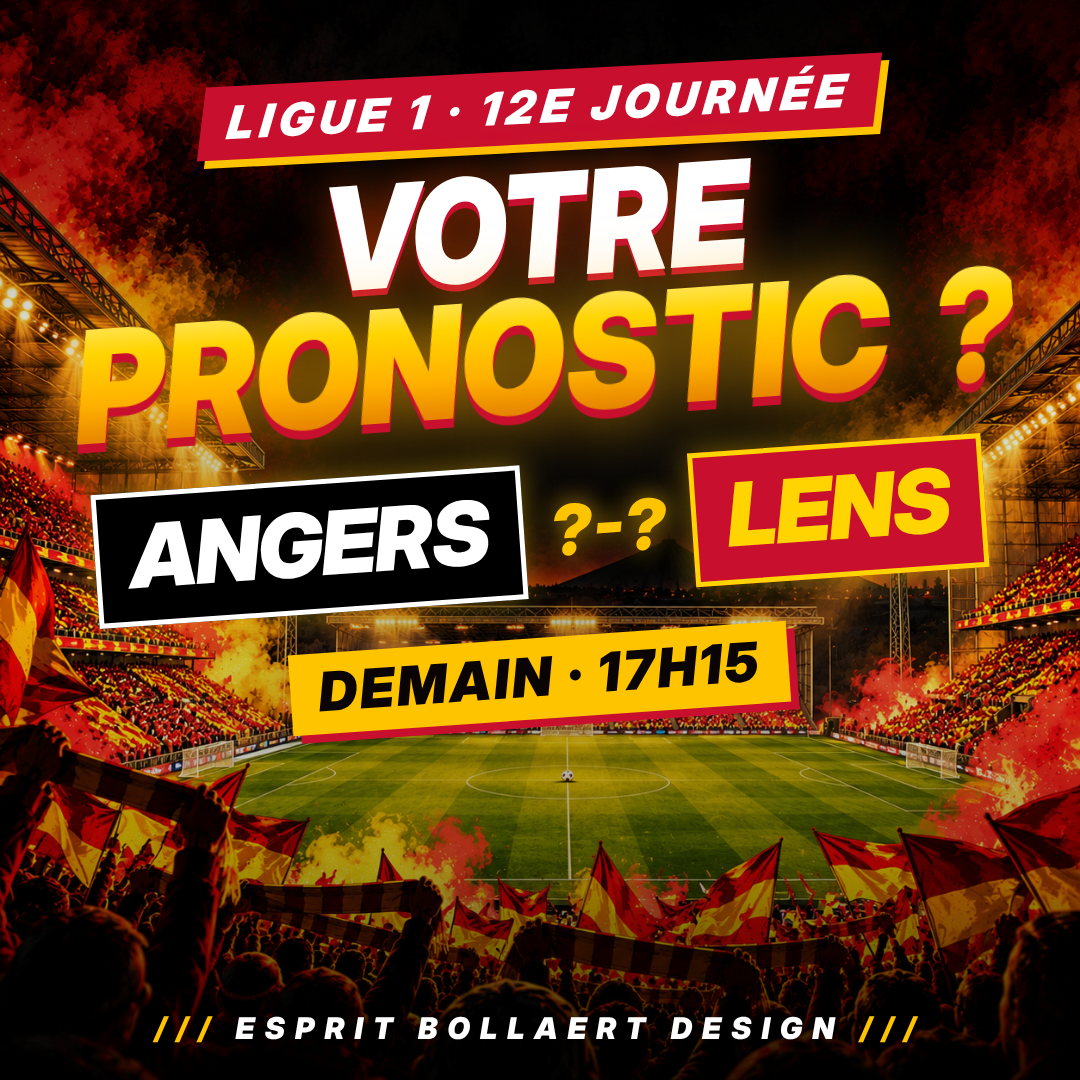 LIGUE 1 · 12E JOURNÉE
VOTRE
PRONOSTIC ?
ANGERS ?-? LENS
DEMAIN · 17H15
/// ESPRIT BOLLAERT DESIGN ///